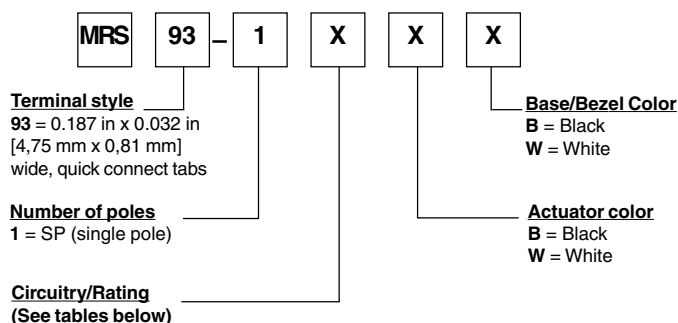 MRS 93 – 1 X X X
Terminal style
93 = 0.187 in x 0.032 in
[4,75 mm x 0,81 mm]
wide, quick connect tabs
Number of poles
1 = SP (single pole)
Circuitry/Rating
(See tables below)
Base/Bezel Color
B = Black
W = White
Actuator color
B = Black
W = White